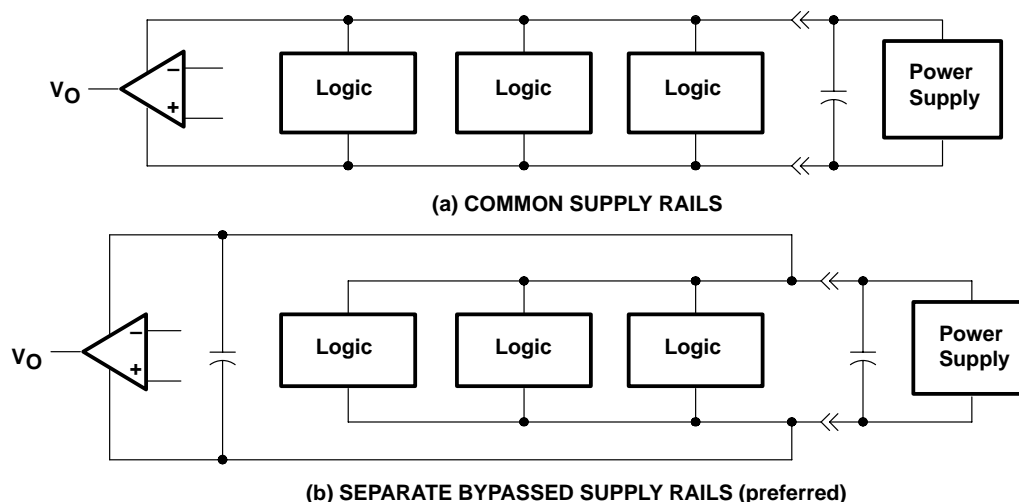 Logic
Logic
Logic
Power
Supply
−
+
VO
(a) COMMON SUPPLY RAILS
Logic
Logic
Logic
Power
Supply
−
+
VO
(b) SEPARATE BYPASSED SUPPLY RAILS (preferred)